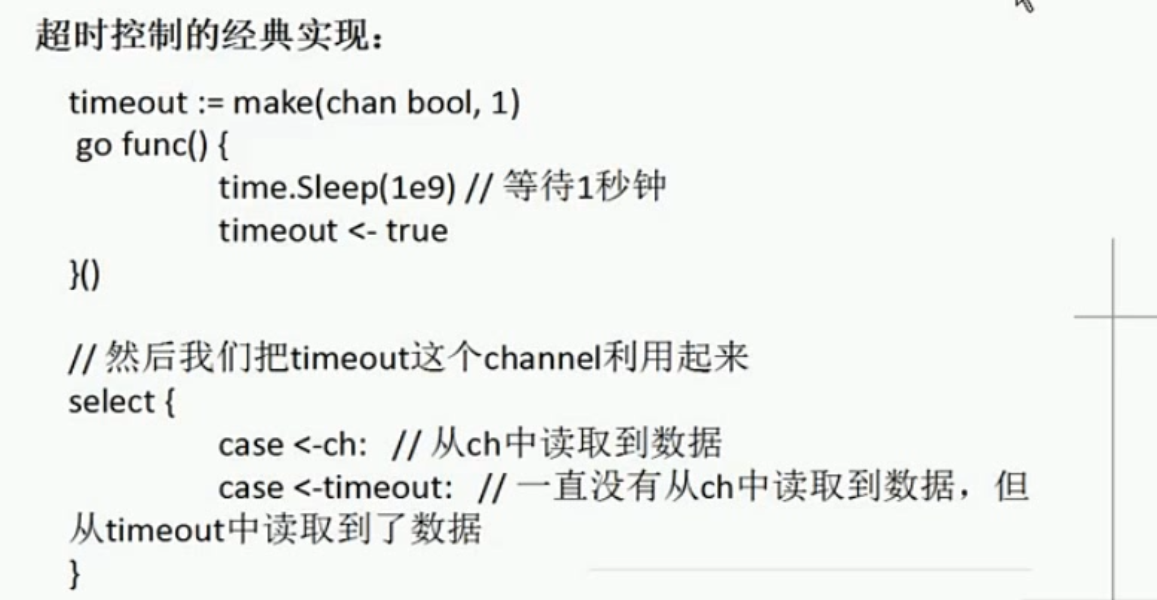 超时控制的经典实现：
timeout := make(chan bool, 1)
go func() {
time.Sleep(1e9) // 等待1秒钟
timeout <- true
}()
// 然后我们把timeout这个channel利用起来
select {
case <-ch: // 从ch中读取到数据
case <-timeout: // 一直没有从ch中读取到数据，但
从timeout中读取到了数据
}